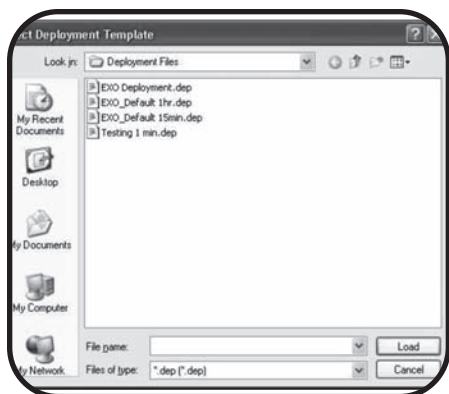 ct Deployment Template
Look in: Deployment Files
EXO Deployment.dep
EXO_Default 1hr.dep
EXO_Default 15min.dep
Testing 1 min.dep
My Recent
Documents
Desktop
My Documents
My Computer
My Network
File name:
Load
Files of type: *.dep (*.dep)
Cancel